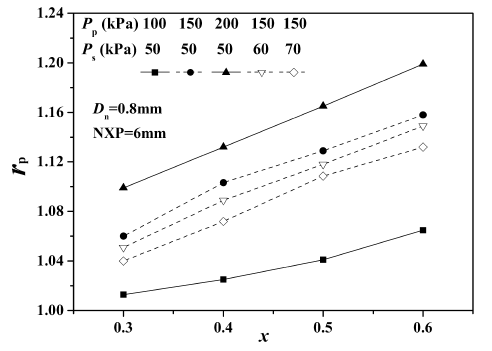 P_p (kPa) 100 150 200 150 150
P_s (kPa) 50 50 50 60 70
D_n=0.8mm
NXP=6mm
r_p
1.24
1.20
1.16
1.12
1.08
1.04
1.00
0.3 0.4 0.5 0.6
x